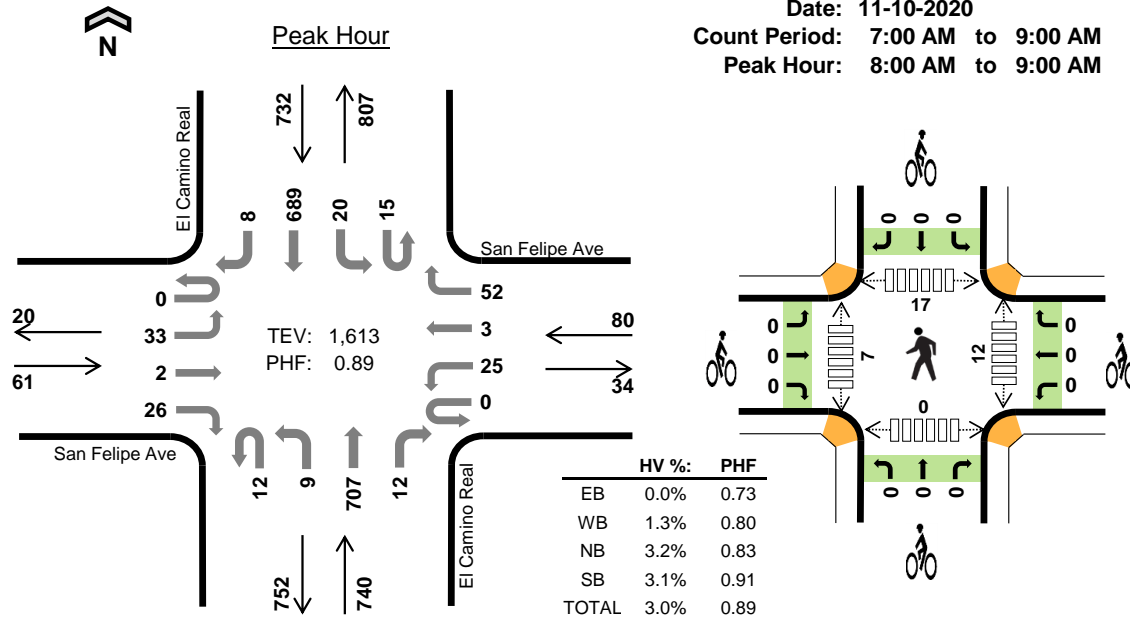 Date: 11-10-2020
Count Period: 7:00 AM to 9:00 AM
Peak Hour: 8:00 AM to 9:00 AM
N
Peak Hour
732
807
El Camino Real
8
689
20
15
San Felipe Ave
0
52
20
33
TEV: 1,613
3
80
61
2
PHF: 0.89
25
34
26
0
San Felipe Ave
12
9
707
12
El Camino Real
752
740
HV %: PHF
EB 0.0% 0.73
WB 1.3% 0.80
NB 3.2% 0.83
SB 3.1% 0.91
TOTAL 3.0% 0.89
0 0 0
17
0
0
0
7
12
0
0
0
0
0 0 0